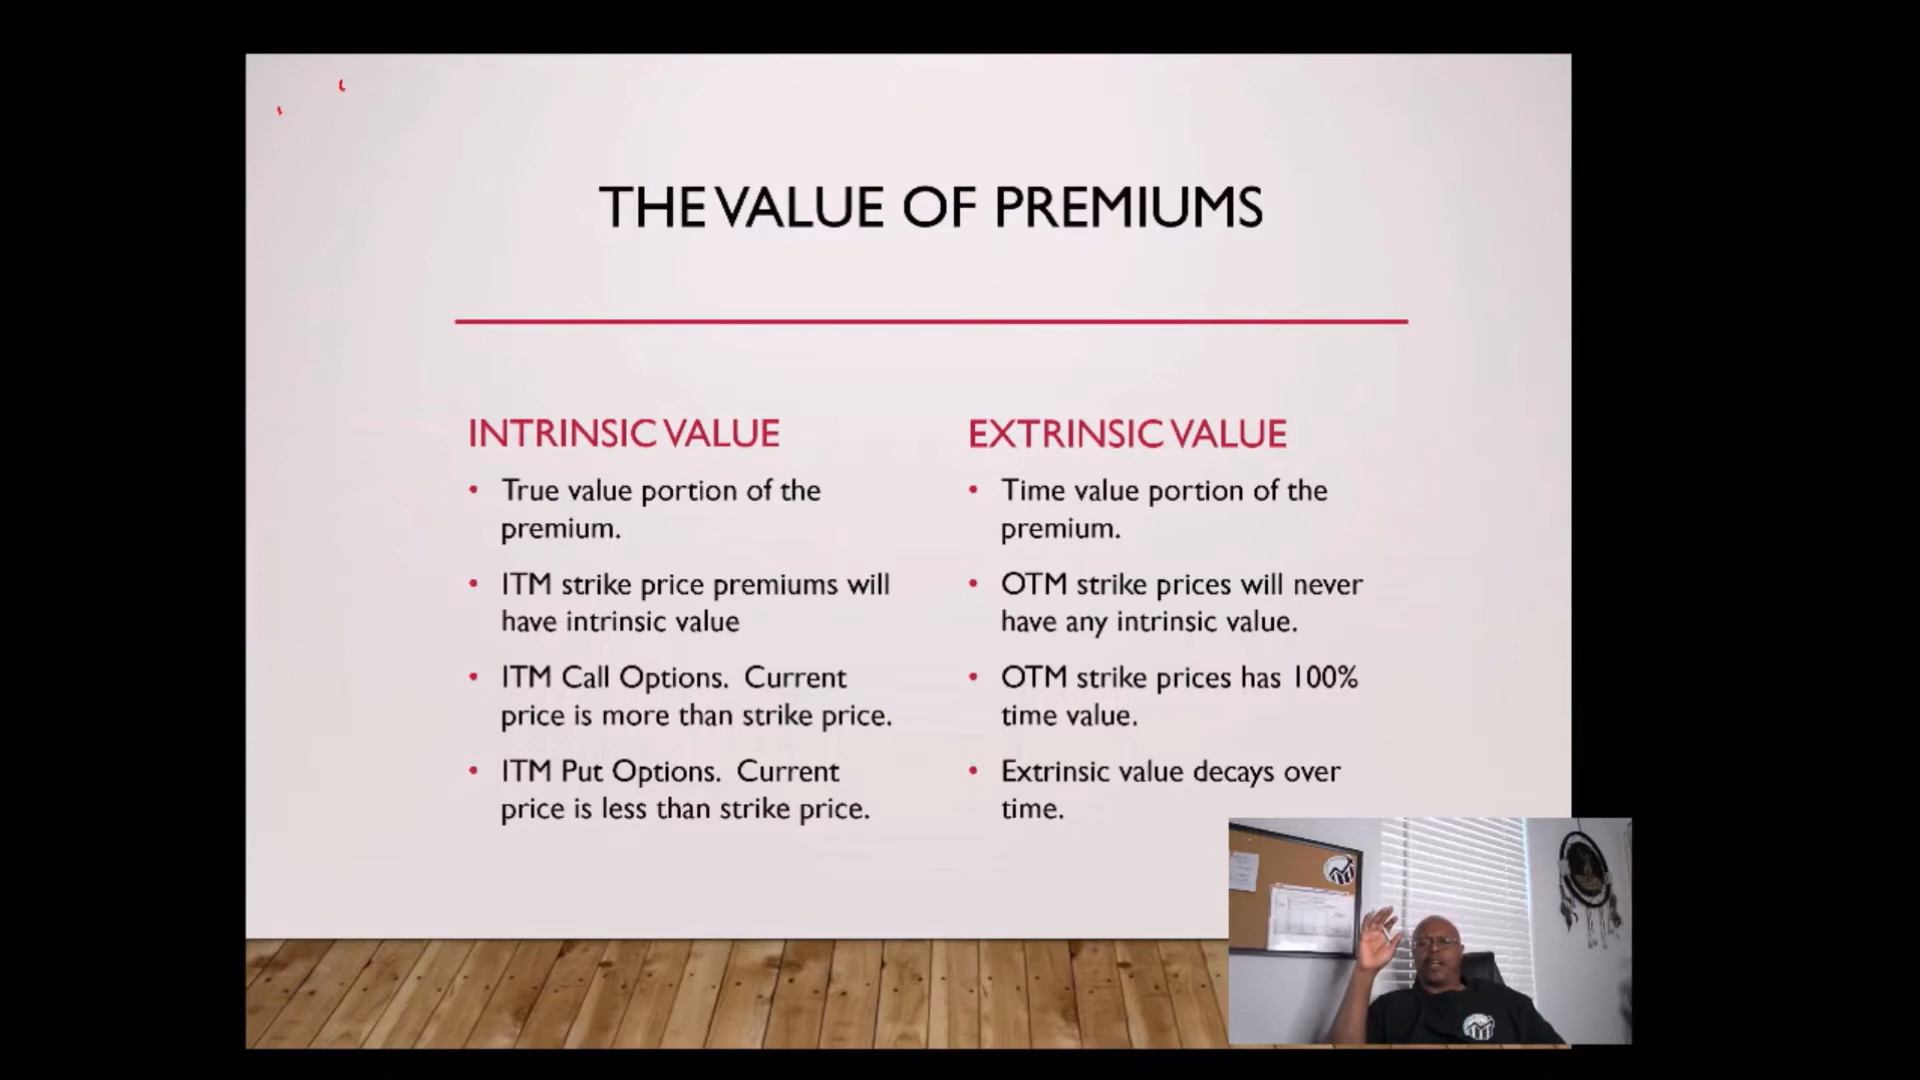 THE VALUE OF PREMIUMS
INTRINSIC VALUE
• True value portion of the
premium.
• ITM strike price premiums will
have intrinsic value
• ITM Call Options. Current
price is more than strike price.
• ITM Put Options. Current
price is less than strike price.
EXTRINSIC VALUE
• Time value portion of the
premium.
• OTM strike prices will never
have any intrinsic value.
• OTM strike prices has 100%
time value.
• Extrinsic value decays over
time.